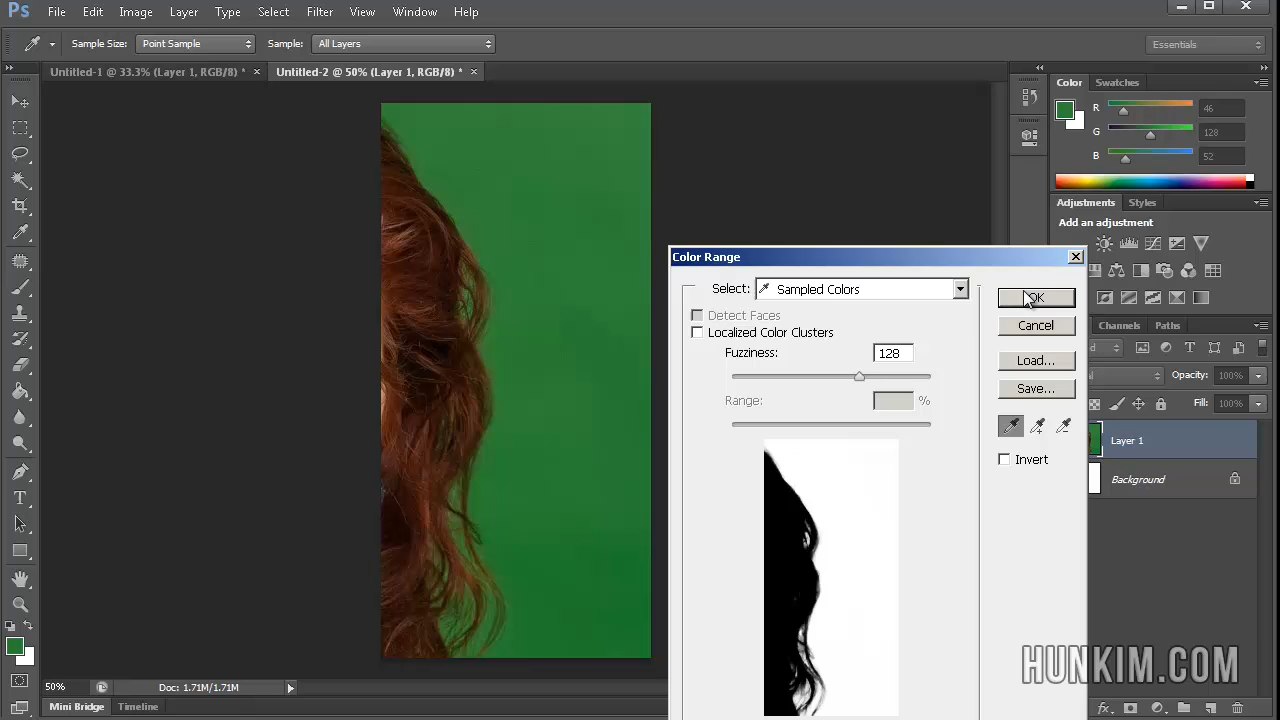 Ps File Edit Image Layer Type Select Filter View Window Help
Sample Size: Point Sample Sample: All Layers Essentials
Untitled-1 @ 33.3% (Layer 1, RGB/8) * × Untitled-2 @ 50% (Layer 1, RGB/8) * ×
Color Swatches
R 46
G 128
B 52
Adjustments Styles
Add an adjustment
Color Range
Select: Sampled Colors
OK
Detect Faces
Localized Color Clusters
Cancel
Fuzziness: 128
Load...
Save...
Range: %
Invert
Channels Paths
Opacity: 100%
Fill: 100%
Layer 1
Background
HUNKIM.COM
50% Doc: 1.71M/1.71M
Mini Bridge Timeline
fx